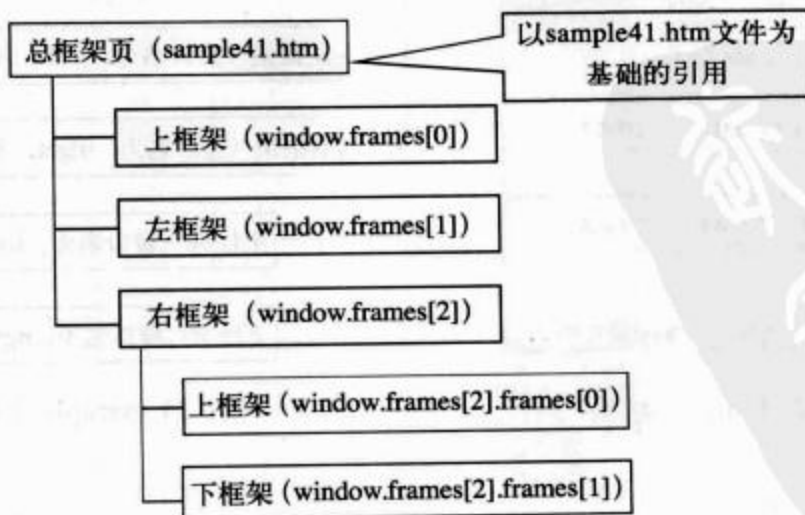 总框架页（sample41.htm）
以sample41.htm文件为
基础的引用
上框架（window.frames[0]）
左框架（window.frames[1]）
右框架（window.frames[2]）
上框架（window.frames[2].frames[0]）
下框架（window.frames[2].frames[1]）